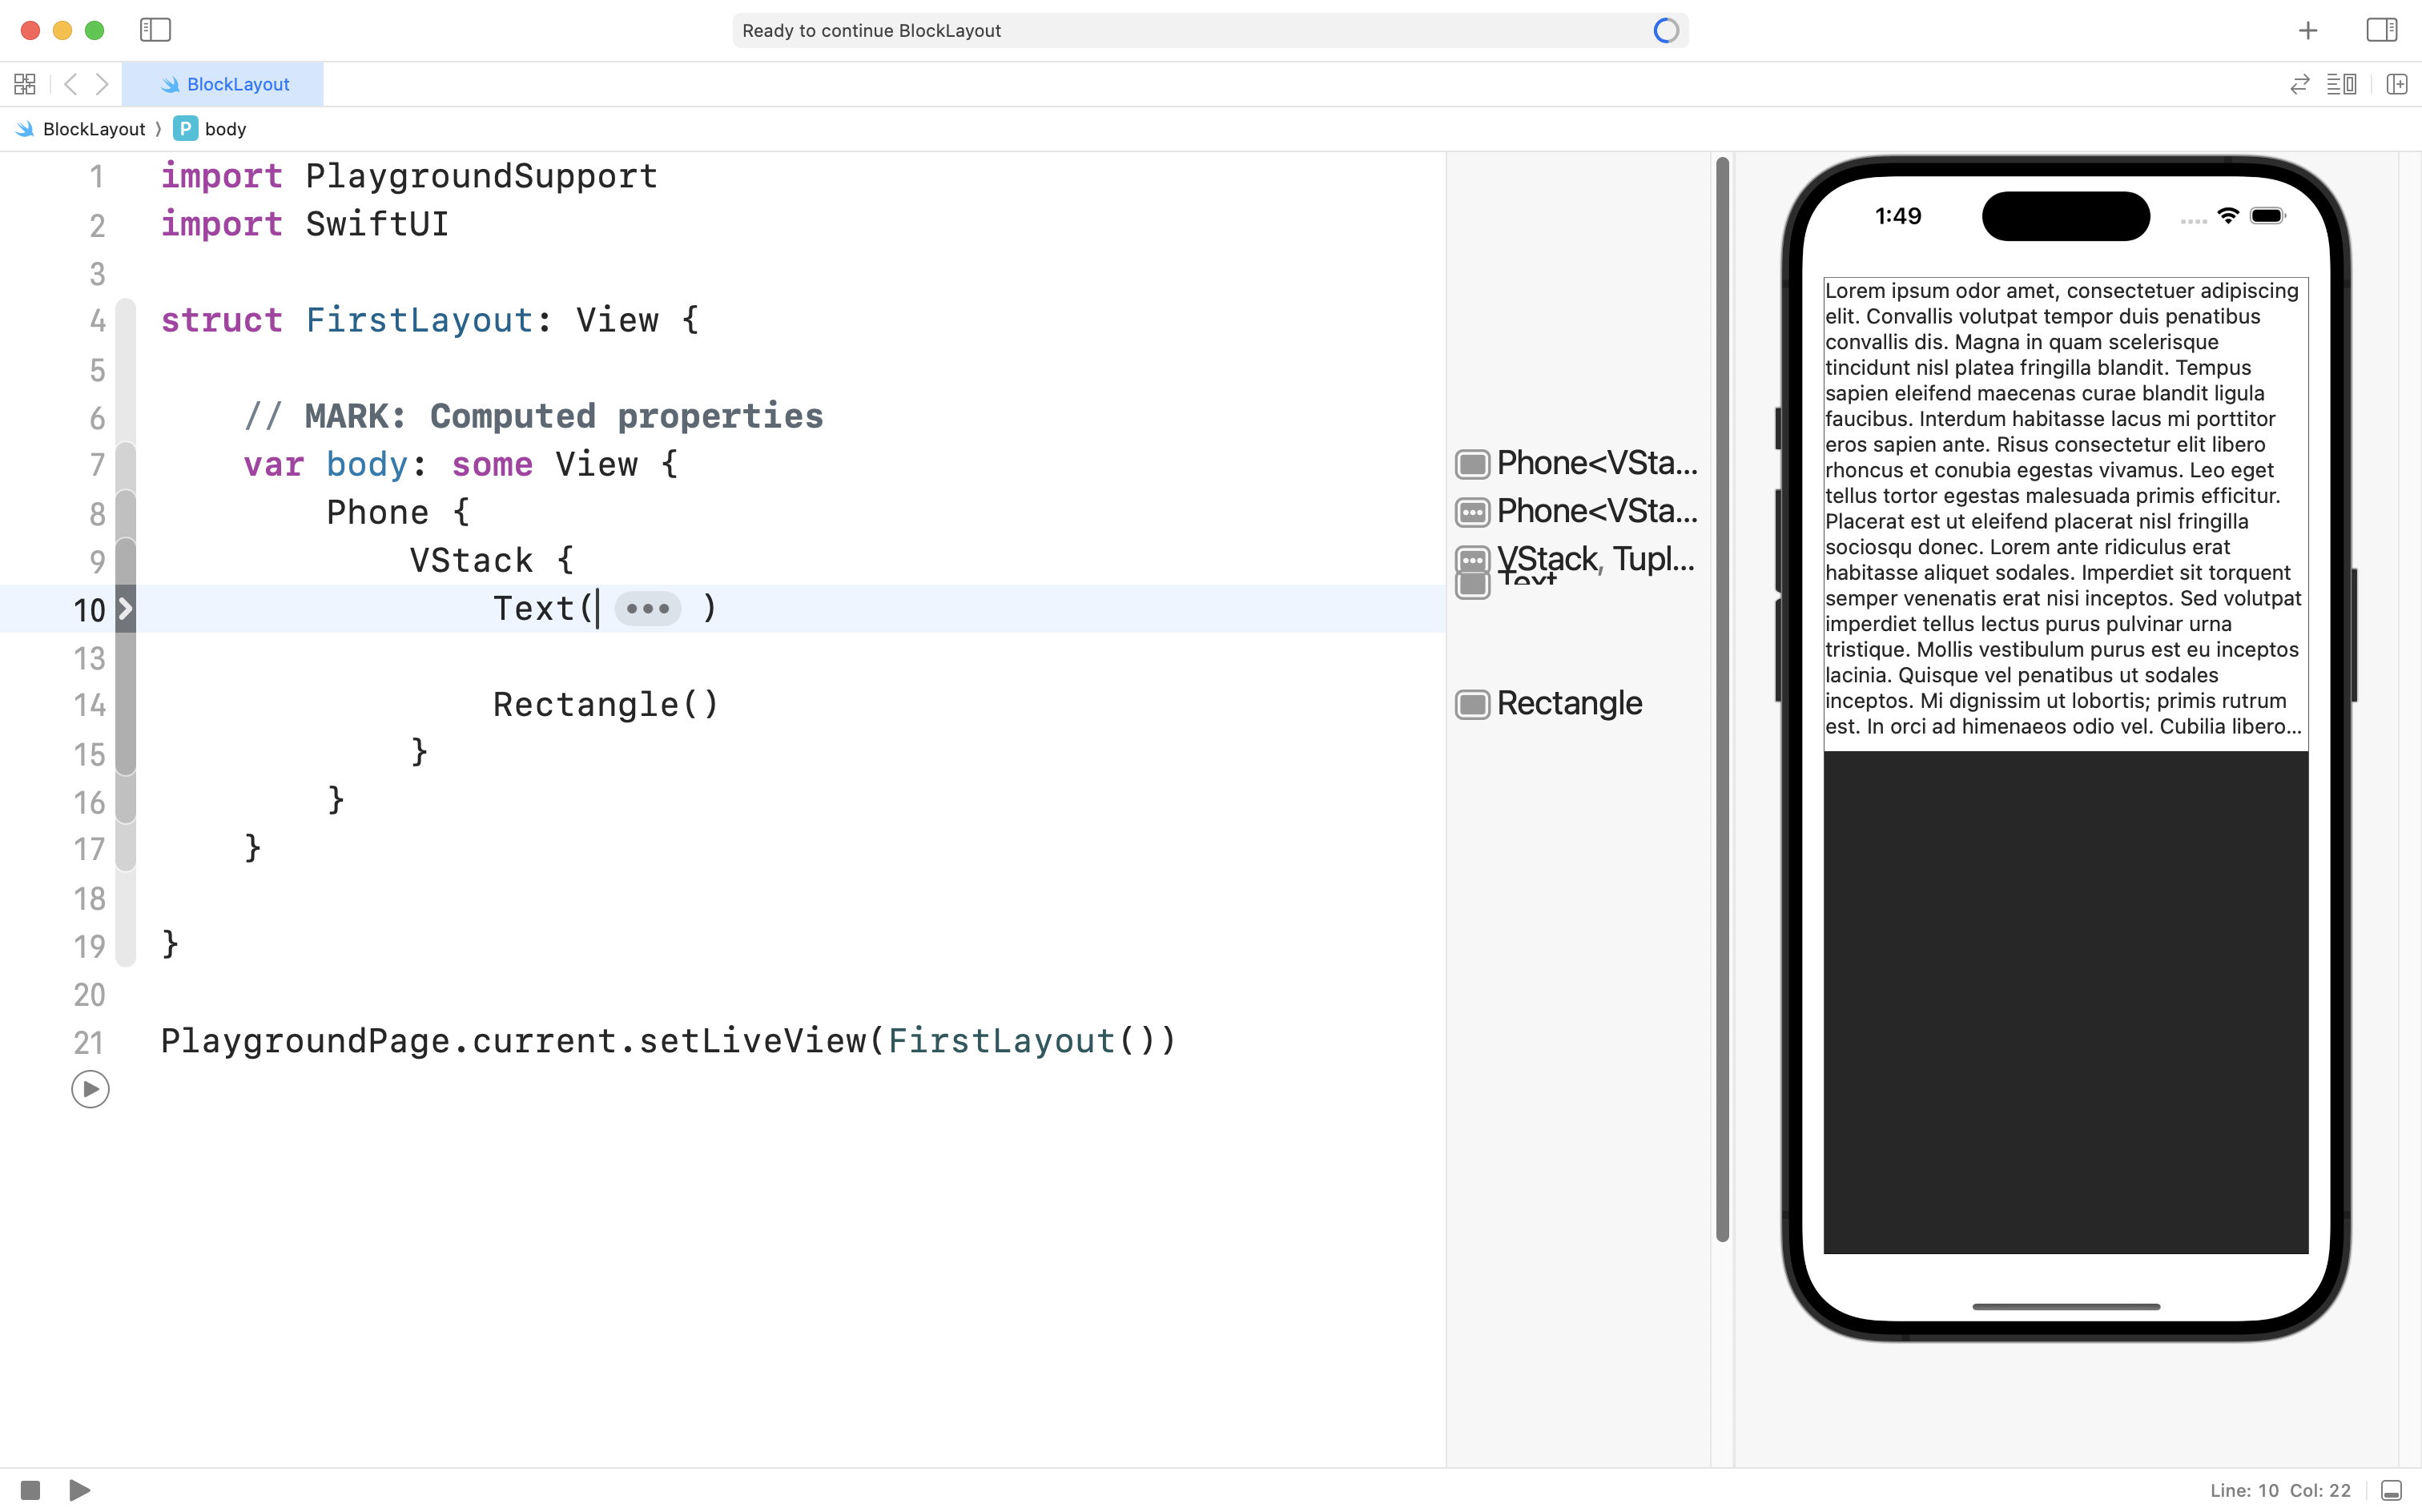 Ready to continue BlockLayout
BlockLayout
BlockLayout 〉 P body
1 import PlaygroundSupport
2 import SwiftUI
3
4 struct FirstLayout: View {
5
6 // MARK: Computed properties
7 var body: some View {
8 Phone {
9 VStack {
10 Text( ••• )
13
14 Rectangle()
15 }
16 }
17 }
18
19 }
20
21 PlaygroundPage.current.setLiveView(FirstLayout())
Phone<VSta...
Phone<VSta...
VStack, Tupl...
Text
Rectangle
1:49
Lorem ipsum odor amet, consectetuer adipiscing
elit. Convallis volutpat tempor duis penatibus
convallis dis. Magna in quam scelerisque
tincidunt nisl platea fringilla blandit. Tempus
sapien eleifend maecenas curae blandit ligula
faucibus. Interdum habitasse lacus mi porttitor
eros sapien ante. Risus consectetur elit libero
rhoncus et conubia egestas vivamus. Leo eget
tellus tortor egestas malesuada primis efficitur.
Placerat est ut eleifend placerat nisl fringilla
sociosqu donec. Lorem ante ridiculus erat
habitasse aliquet sodales. Imperdiet sit torquent
semper venenatis erat nisi inceptos. Sed volutpat
imperdiet tellus lectus purus pulvinar urna
tristique. Mollis vestibulum purus est eu inceptos
lacinia. Quisque vel penatibus ut sodales
inceptos. Mi dignissim ut lobortis; primis rutrum
est. In orci ad himenaeos odio vel. Cubilia libero...
Line: 10 Col: 22